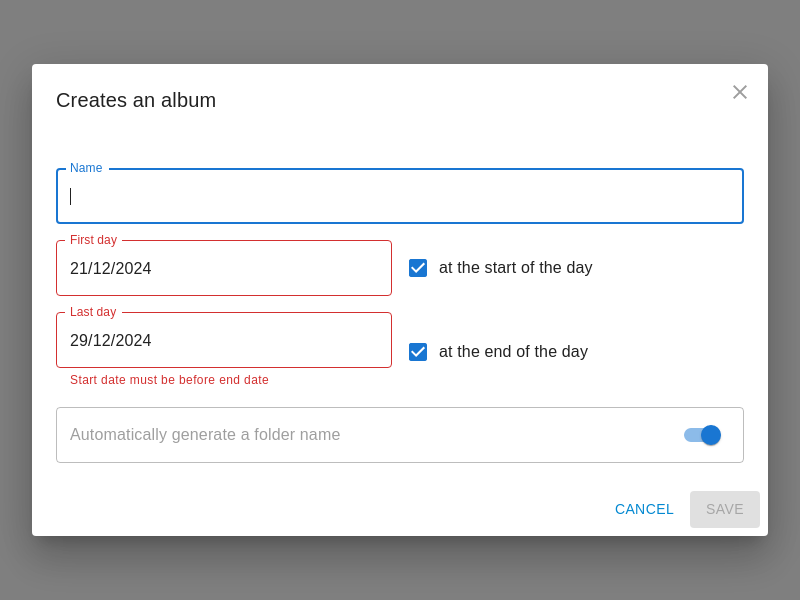 Creates an album
Name
First day
21/12/2024
at the start of the day
Last day
29/12/2024
at the end of the day
Start date must be before end date
Automatically generate a folder name
CANCEL
SAVE